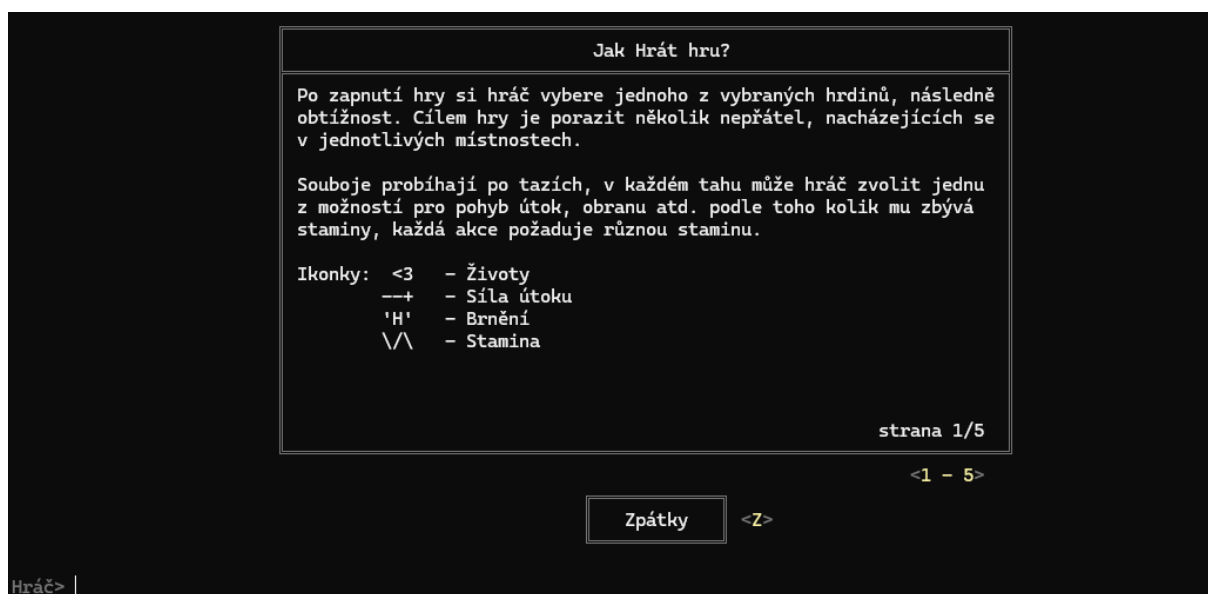 Jak Hrát hru?
Po zapnutí hry si hráč vybere jednoho z vybraných hrdinů, následně
obtížnost. Cílem hry je porazit několik nepřátel, nacházejících se
v jednotlivých místnostech.
Souboje probíhají po tazích, v každém tahu může hráč zvolit jednu
z možností pro pohyb útok, obranu atd. podle toho kolik mu zbývá
staminy, každá akce požaduje různou staminu.
Ikonky: <3 – Životy
––+ – Síla útoku
'H' – Brnění
\/\ – Stamina
strana 1/5
<1 – 5>
Zpátky <Z>
Hráč>